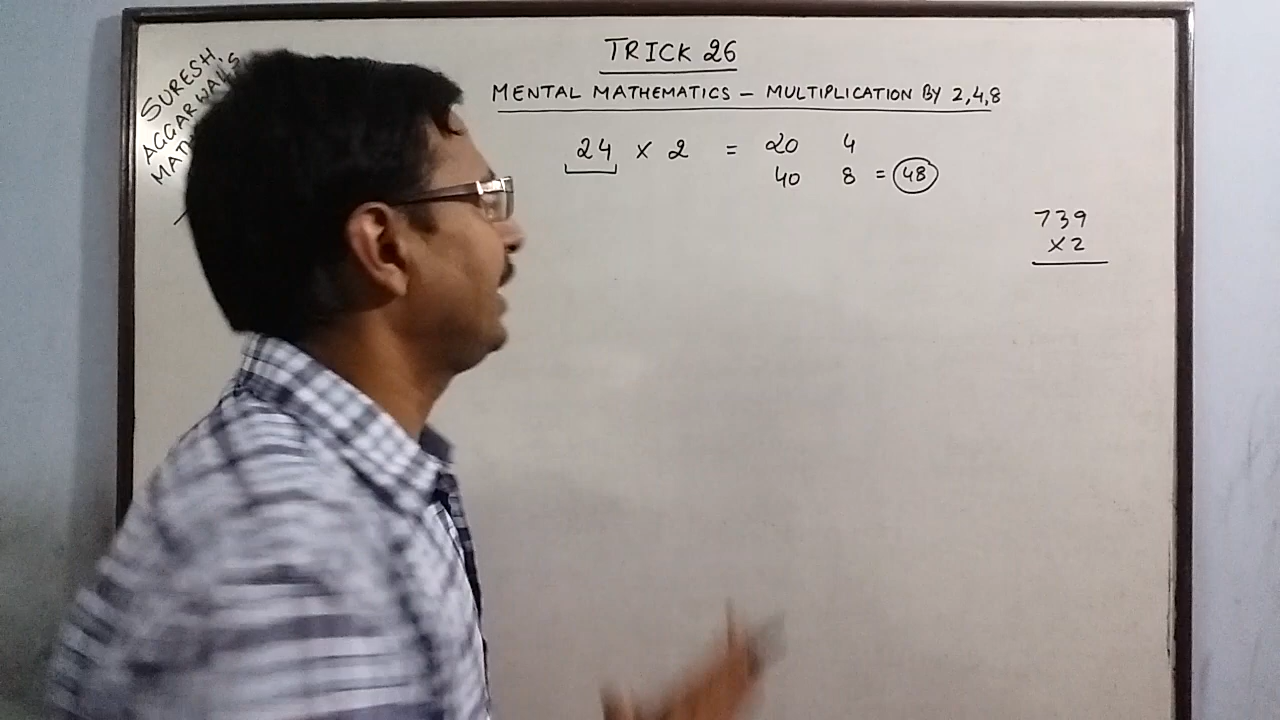 SURESH
AGGARWAL'S
TRICK 26
MENTAL MATHEMATICS – MULTIPLICATION BY 2,4,8
24 × 2 = 20 4
40 8 = 48
739
×2